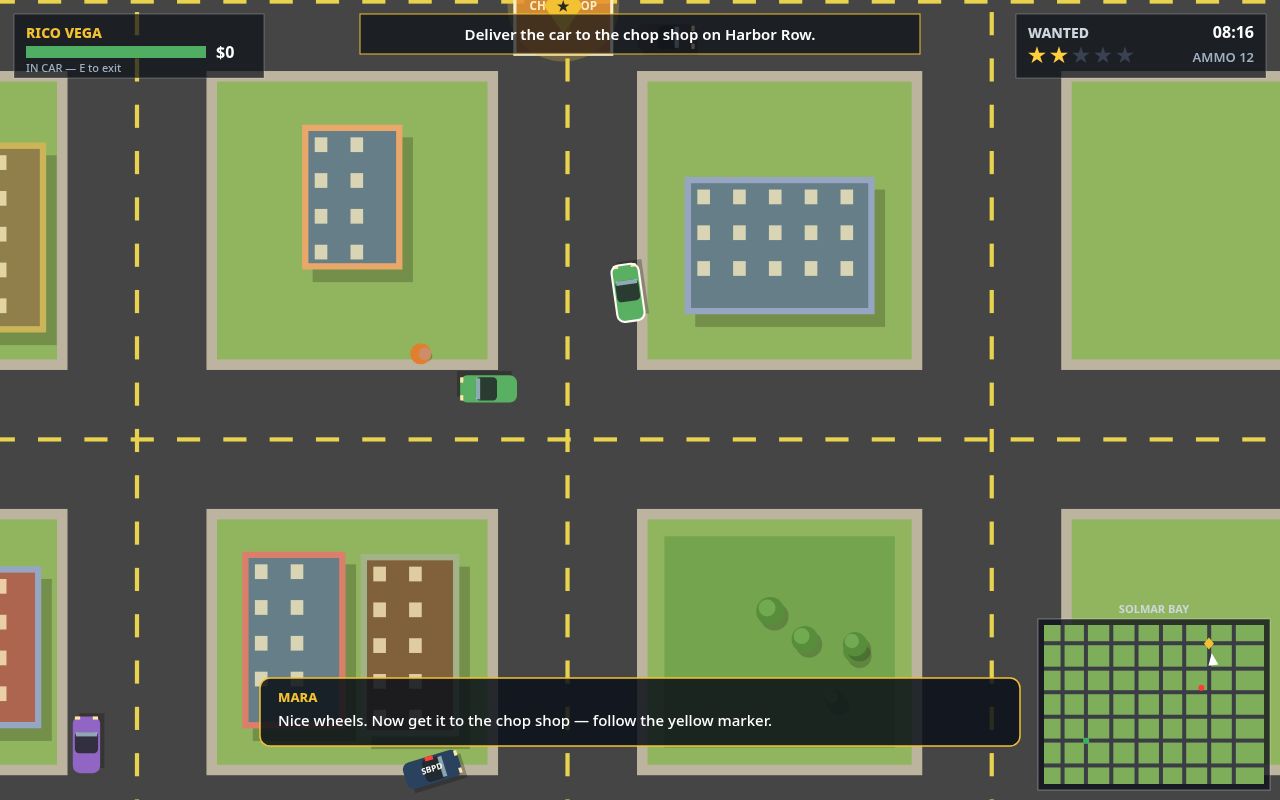 CH OP
RICO VEGA
$0
IN CAR — E to exit
Deliver the car to the chop shop on Harbor Row.
WANTED
08:16
AMMO 12
SOLMAR BAY
MARA
Nice wheels. Now get it to the chop shop — follow the yellow marker.
SBPD